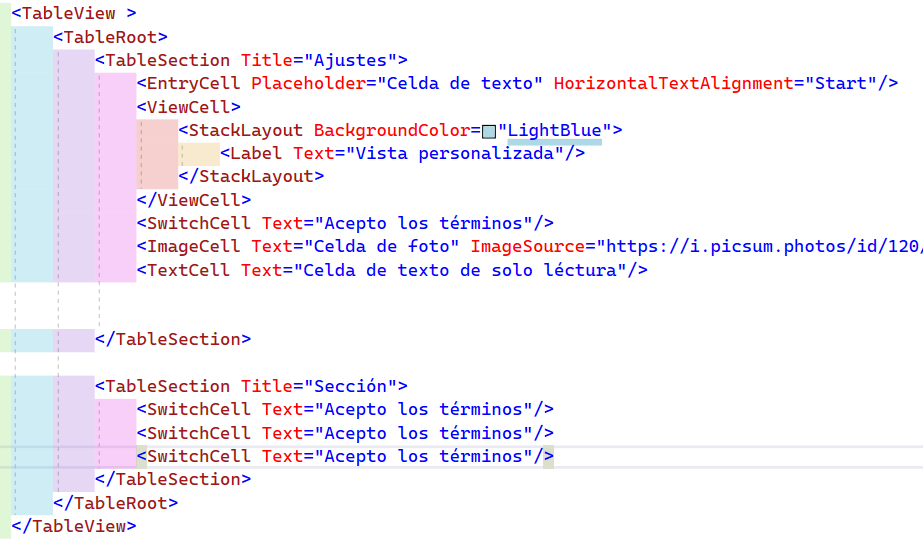 <TableView >
<TableRoot>
<TableSection Title="Ajustes">
<EntryCell Placeholder="Celda de texto" HorizontalTextAlignment="Start"/>
<ViewCell>
<StackLayout BackgroundColor="LightBlue">
<Label Text="Vista personalizada"/>
</StackLayout>
</ViewCell>
<SwitchCell Text="Acepto los términos"/>
<ImageCell Text="Celda de foto" ImageSource="https://i.picsum.photos/id/120/
<TextCell Text="Celda de texto de solo léctura"/>
</TableSection>
<TableSection Title="Sección">
<SwitchCell Text="Acepto los términos"/>
<SwitchCell Text="Acepto los términos"/>
<SwitchCell Text="Acepto los términos"/>
</TableSection>
</TableRoot>
</TableView>